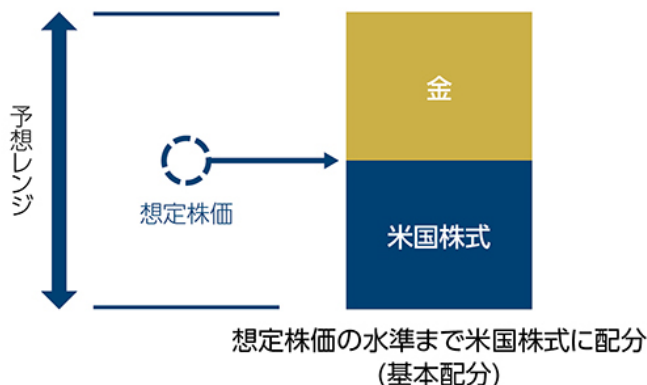 予想レンジ
想定株価
金
米国株式
想定株価の水準まで米国株式に配分
(基本配分)